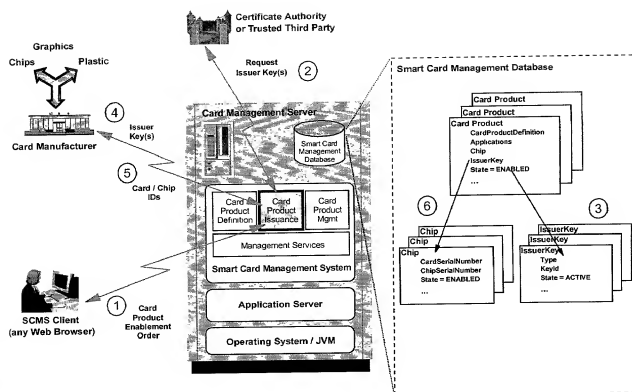 Certificate Authority
or Trusted Third Party
Graphics
Chips
Plastic
Request
Issuer Key(s)
2
Smart Card Management Database
4
Card Management Server
Card Product
Card Product
Card Product
CardProductDefinition
Applications
Chip
IssuerKey
State = ENABLED
...
Issuer
Key(s)
Card Manufacturer
Smart Card
Management
Database
5
Card / Chip
IDs
Card
Product
Definition
Card
Product
Issuance
Card
Product
Mgmt
6
3
Chip
Chip
Chip
CardSerialNumber
ChipSerialNumber
State = ENABLED
...
IssuerKey
IssuerKey
IssuerKey
Type
KeyId
State = ACTIVE
...
Management Services
Smart Card Management System
1
SCMS Client
(any Web Browser)
Card
Product
Enablement
Order
Application Server
Operating System / JVM